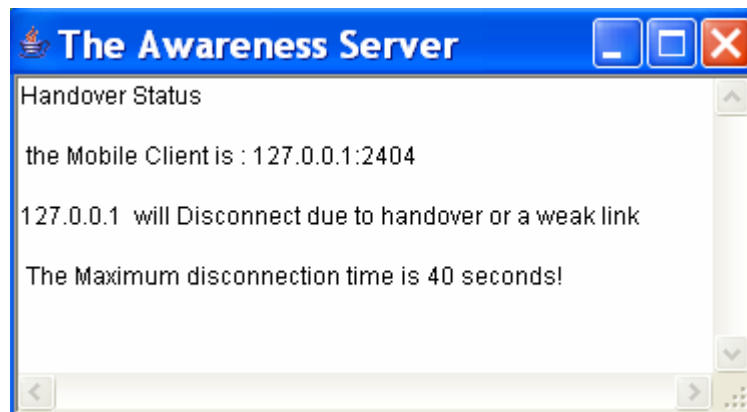 The Awareness Server
Handover Status
the Mobile Client is : 127.0.0.1:2404
127.0.0.1 will Disconnect due to handover or a weak link
The Maximum disconnection time is 40 seconds!